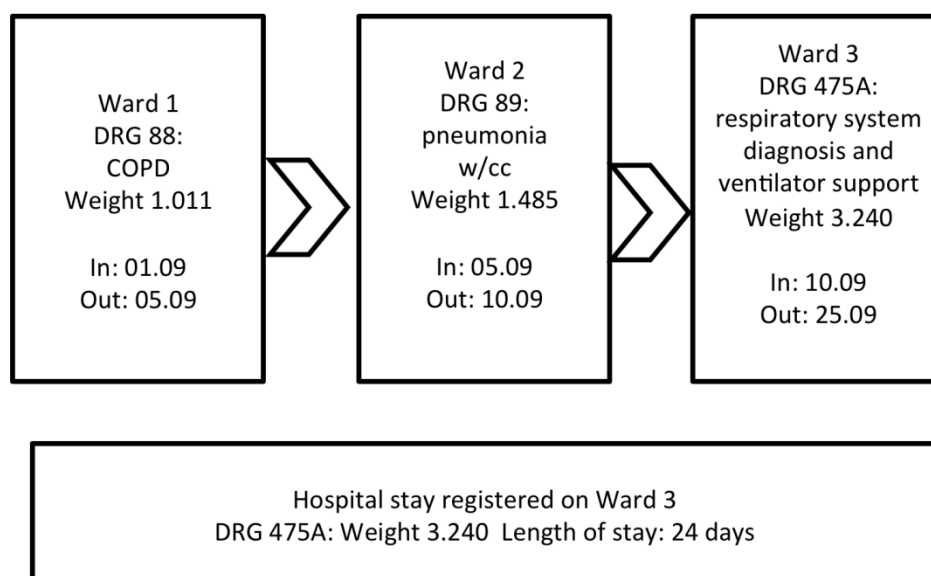 Ward 1
DRG 88:
COPD
Weight 1.011
In: 01.09
Out: 05.09
Ward 2
DRG 89:
pneumonia
w/cc
Weight 1.485
In: 05.09
Out: 10.09
Ward 3
DRG 475A:
respiratory system
diagnosis and
ventilator support
Weight 3.240
In: 10.09
Out: 25.09
Hospital stay registered on Ward 3
DRG 475A: Weight 3.240 Length of stay: 24 days